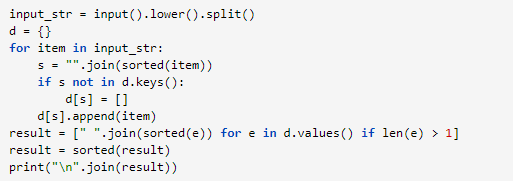 input_str = input().lower().split()
d = {}
for item in input_str:
    s = "".join(sorted(item))
    if s not in d.keys():
        d[s] = []
    d[s].append(item)
result = [" ".join(sorted(e)) for e in d.values() if len(e) > 1]
result = sorted(result)
print("\n".join(result))